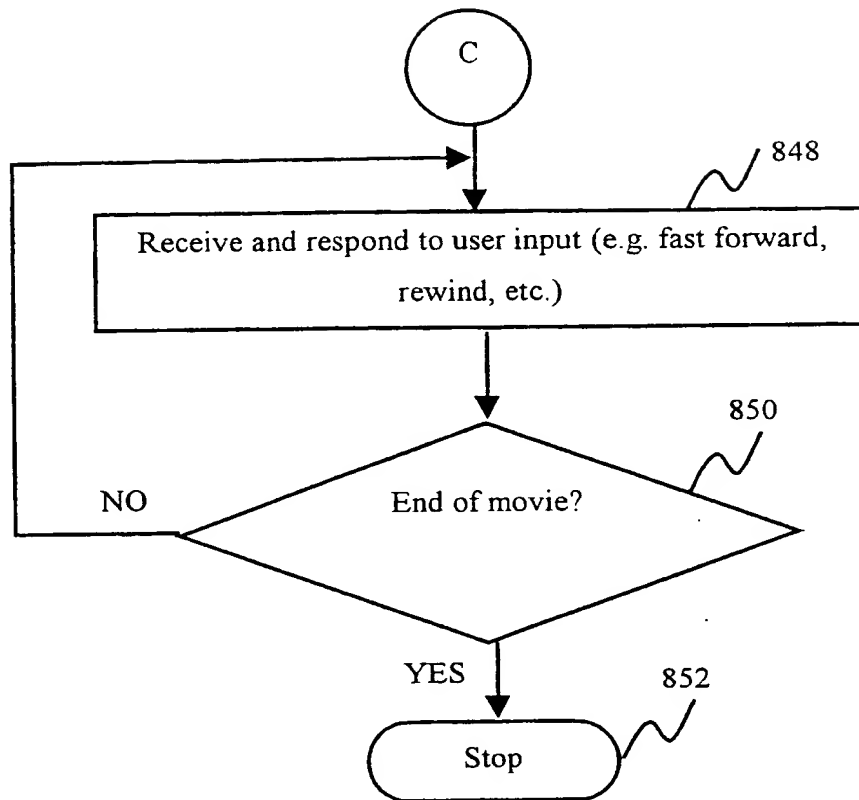 C
848
Receive and respond to user input (e.g. fast forward,
rewind, etc.)
850
NO
End of movie?
YES
852
Stop